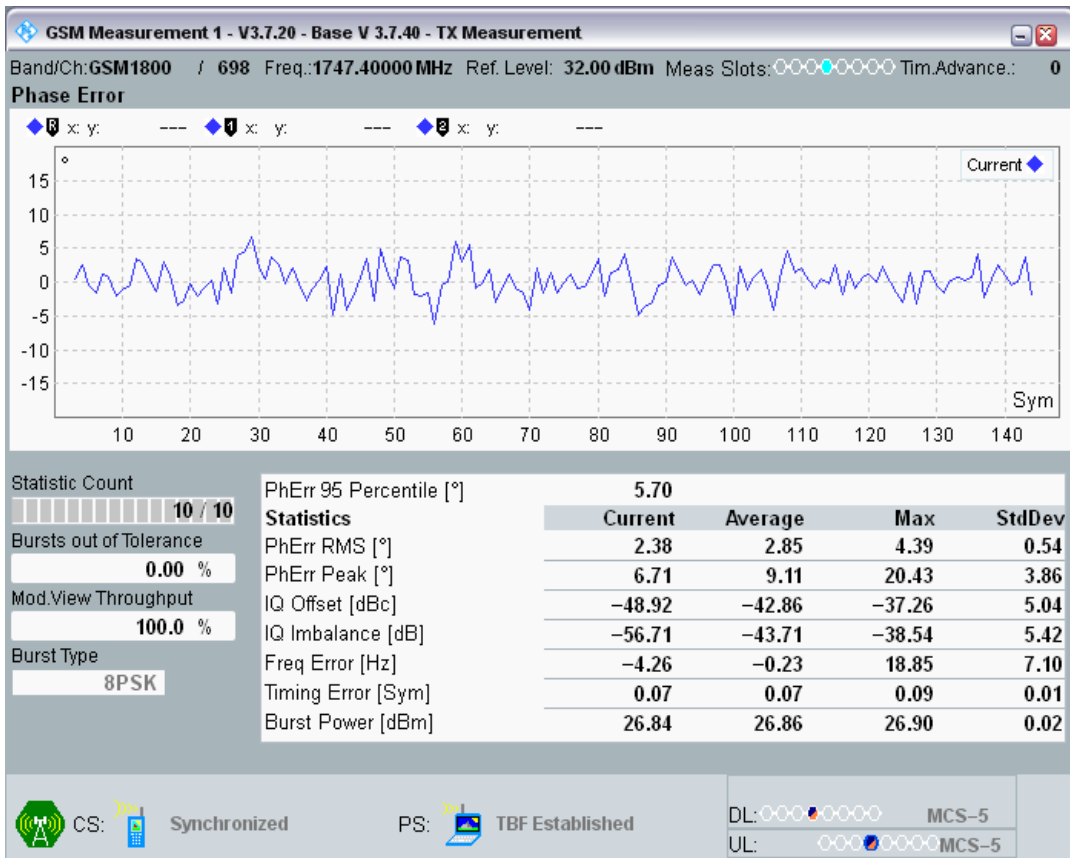 GSM Measurement 1 - V3.7.20 - Base V 3.7.40 - TX Measurement
Band/Ch:GSM1800 / 698 Freq.:1747.40000 MHz Ref. Level: 32.00 dBm Meas Slots: Tim.Advance.: 0
Phase Error
R x: y: --- 1 x: y: --- 2 x: y: ---
° Current
15
10
5
0
-5
-10
-15
Sym
10 20 30 40 50 60 70 80 90 100 110 120 130 140
Statistic Count
10 / 10
Bursts out of Tolerance
0.00 %
Mod.View Throughput
100.0 %
Burst Type
8PSK
PhErr 95 Percentile [°] 5.70
Statistics Current Average Max StdDev
PhErr RMS [°] 2.38 2.85 4.39 0.54
PhErr Peak [°] 6.71 9.11 20.43 3.86
IQ Offset [dBc] −48.92 −42.86 −37.26 5.04
IQ Imbalance [dB] −56.71 −43.71 −38.54 5.42
Freq Error [Hz] −4.26 −0.23 18.85 7.10
Timing Error [Sym] 0.07 0.07 0.09 0.01
Burst Power [dBm] 26.84 26.86 26.90 0.02
CS: Synchronized PS: TBF Established
DL: MCS−5
UL: MCS−5